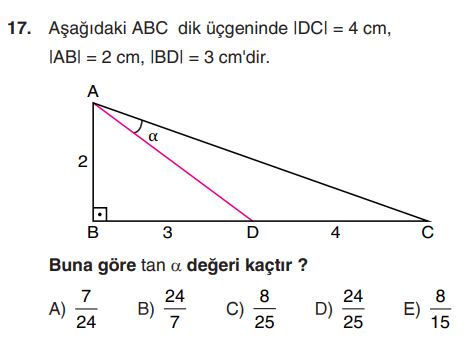 17. Aşağıdaki ABC dik üçgeninde |DC| = 4 cm,
|AB| = 2 cm, |BD| = 3 cm'dir.
A
α
2
B 3 D 4 C
Buna göre tan α değeri kaçtır ?
A) 7/24 B) 24/7 C) 8/25 D) 24/25 E) 8/15